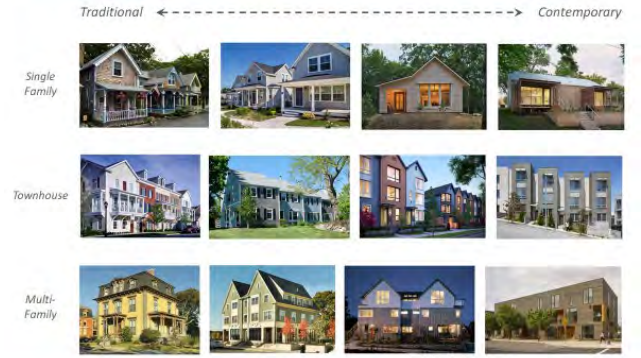 Traditional
Contemporary
Single
Family
Townhouse
Multi-
Family